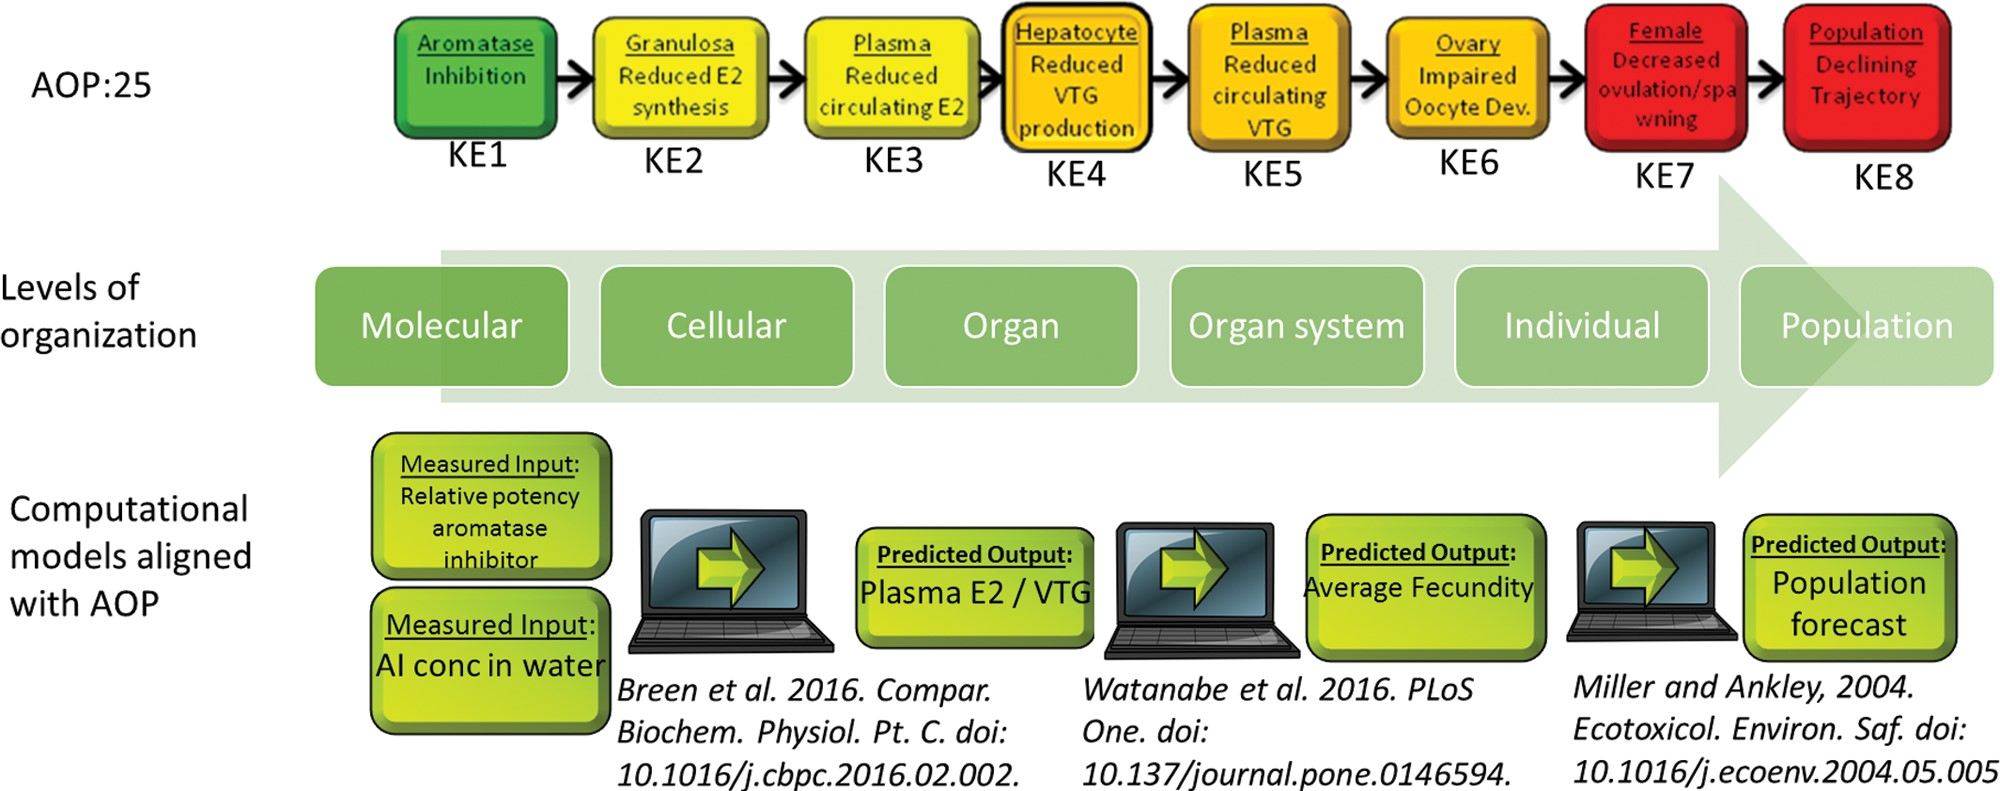 AOP:25
Aromatase
Inhibition
KE1
Granulosa
Reduced E2
synthesis
KE2
Plasma
Reduced
circulating E2
KE3
Hepatocyte
Reduced
VTG
production
KE4
Plasma
Reduced
circulating
VTG
KE5
Ovary
Impaired
Oocyte Dev.
KE6
Female
Decreased
ovulation/spa
wning
KE7
Population
Declining
Trajectory
KE8
Levels of
organization
Molecular
Cellular
Organ
Organ system
Individual
Population
Computational
models aligned
with AOP
Measured Input:
Relative potency
aromatase
inhibitor
Measured Input:
AI conc in water
Predicted Output:
Plasma E2 / VTG
Predicted Output:
Average Fecundity
Predicted Output:
Population
forecast
Breen et al. 2016. Compar.
Biochem. Physiol. Pt. C. doi:
10.1016/j.cbpc.2016.02.002.
Watanabe et al. 2016. PLoS
One. doi:
10.137/journal.pone.0146594.
Miller and Ankley, 2004.
Ecotoxicol. Environ. Saf. doi:
10.1016/j.ecoenv.2004.05.005